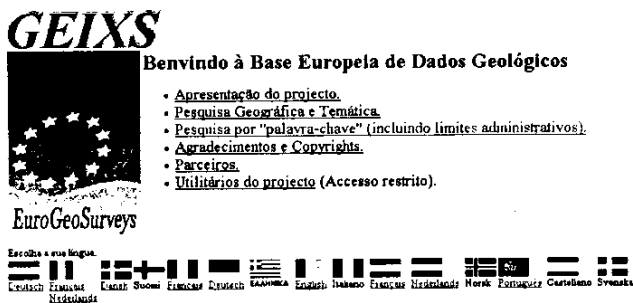 GEIXS
Benvindo à Base Europeia de Dados Geológicos
• Apresentação do projecto.
• Pesquisa Geográfica e Temática.
• Pesquisa por "palavra-chave" (incluindo limites administrativos).
• Agradecimentos e Copyrights.
• Parceiros.
• Utilitários do projecto (Accesso restrito).
EuroGeoSurveys
Escolha a sua língua.
Deutsch Français Dansk Suomi Français Deutsch ΕΛΛΗΝΙΚΑ English Italiano Français Nederlands Norsk Portuguès Castellano Svenska
Nederlands